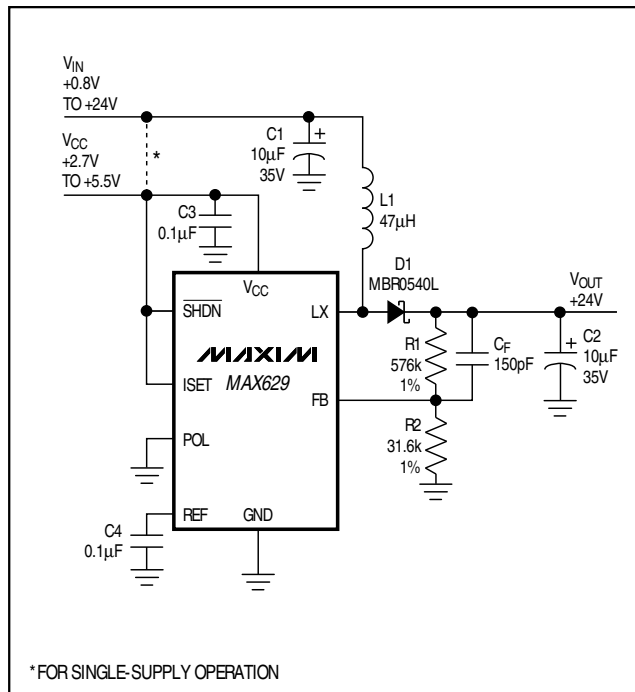 VIN
+0.8V
TO +24V
VCC
+2.7V
TO +5.5V
*
C1
10µF
35V
+
L1
47µH
C3
0.1µF
D1
MBR0540L
VOUT
+24V
VCC
SHDN
LX
MAXIM
MAX629
ISET
FB
POL
REF
GND
R1
576k
1%
CF
150pF
+
C2
10µF
35V
R2
31.6k
1%
C4
0.1µF
*FOR SINGLE-SUPPLY OPERATION